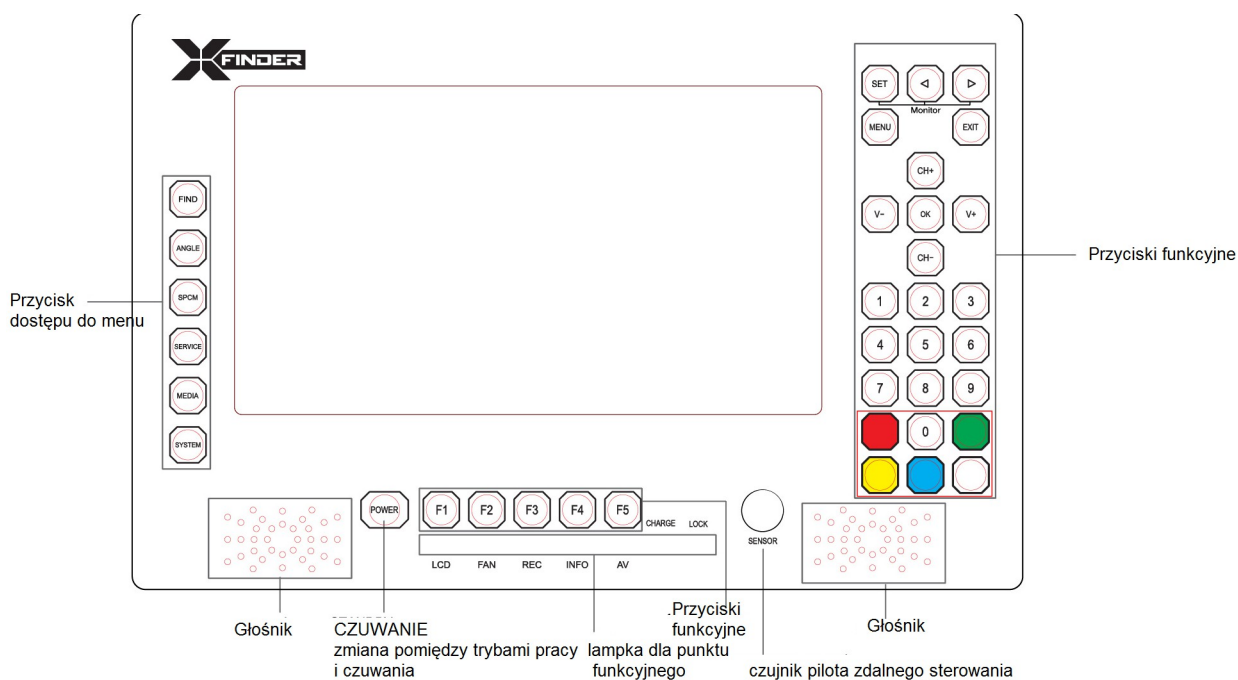 X FINDER
SET
Monitor
MENU
EXIT
CH+
V-
OK
V+
CH-
1
2
3
4
5
6
7
8
9
0
FIND
ANGLE
SPCM
SERVICE
MEDIA
SYSTEM
Przycisk
dostępu do menu
Przyciski funkcyjne
POWER
F1
F2
F3
F4
F5
CHARGE
LOCK
SENSOR
LCD
FAN
REC
INFO
AV
Głośnik
CZUWANIE
zmiana pomiędzy trybami pracy
i czuwania
lampka dla punktu
funkcyjnego
.Przyciski
funkcyjne
czujnik pilota zdalnego sterowania
Głośnik